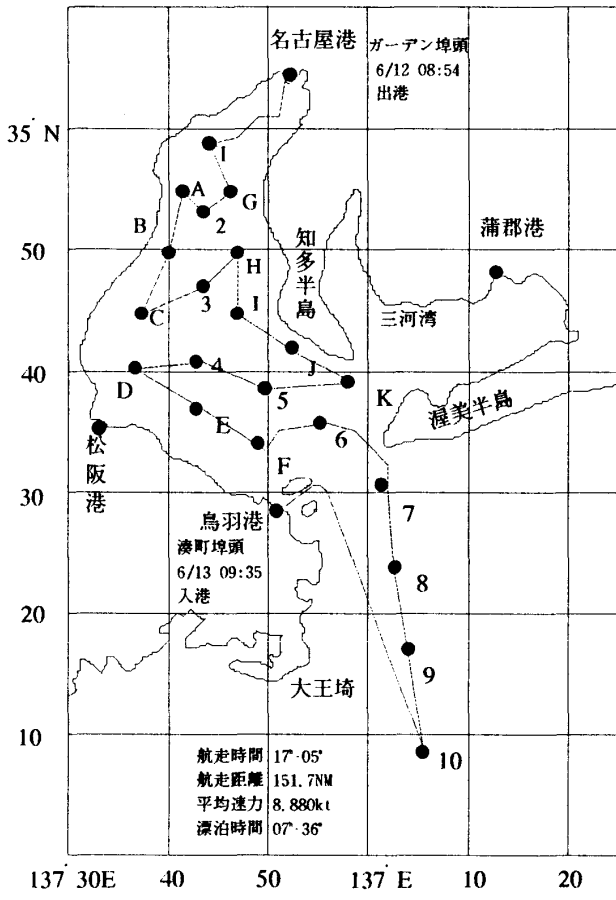 名古屋港
ガーデン埠頭
6/12 08:54
出港
35 N
I
A
G
2
B
知多半島
蒲郡港
50
H
3
I
C
三河湾
4
J
40
D
5
K
渥美半島
E
6
松阪港
F
30
7
鳥羽港
湊町埠頭
6/13 09:35
入港
8
20
9
大王埼
10
10
航走時間 17°-05°
航走距離 151.7NM
平均速力 8.880kt
漂泊時間 07°-36°
137°30E 40 50 137°E 10 20